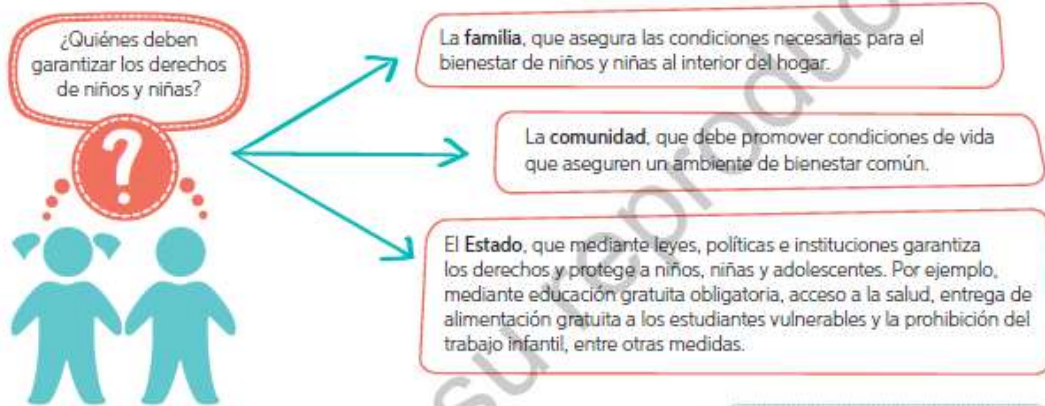 ¿Quiénes deben
garantizar los derechos
de niños y niñas?
?
La familia, que asegura las condiciones necesarias para el
bienestar de niños y niñas al interior del hogar.
La comunidad, que debe promover condiciones de vida
que aseguren un ambiente de bienestar común.
El Estado, que mediante leyes, políticas e instituciones garantiza
los derechos y protege a niños, niñas y adolescentes. Por ejemplo,
mediante educación gratuita obligatoria, acceso a la salud, entrega de
alimentación gratuita a los estudiantes vulnerables y la prohibición del
trabajo infantil, entre otras medidas.
su reproduc